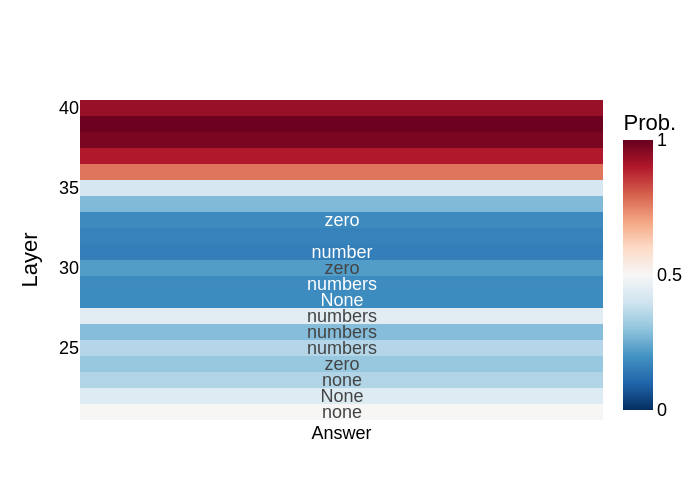 Layer
40
35
30
25
zero
number
zero
numbers
None
numbers
numbers
numbers
zero
none
None
none
Answer
Prob.
1
0.5
0